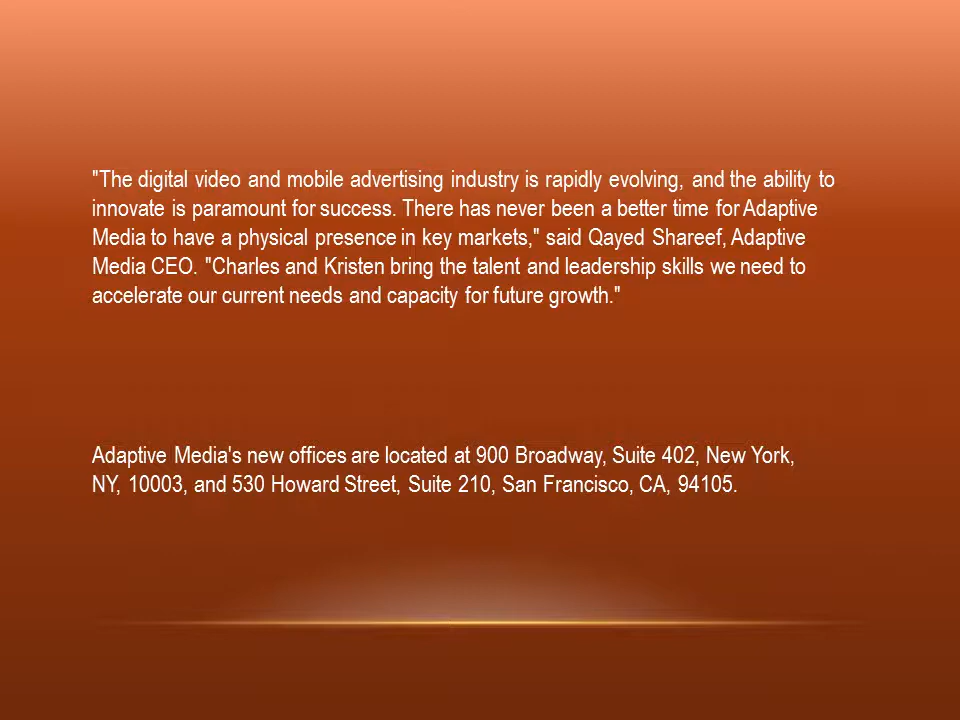 "The digital video and mobile advertising industry is rapidly evolving, and the ability to
innovate is paramount for success. There has never been a better time for Adaptive
Media to have a physical presence in key markets," said Qayed Shareef, Adaptive
Media CEO. "Charles and Kristen bring the talent and leadership skills we need to
accelerate our current needs and capacity for future growth."
Adaptive Media's new offices are located at 900 Broadway, Suite 402, New York,
NY, 10003, and 530 Howard Street, Suite 210, San Francisco, CA, 94105.